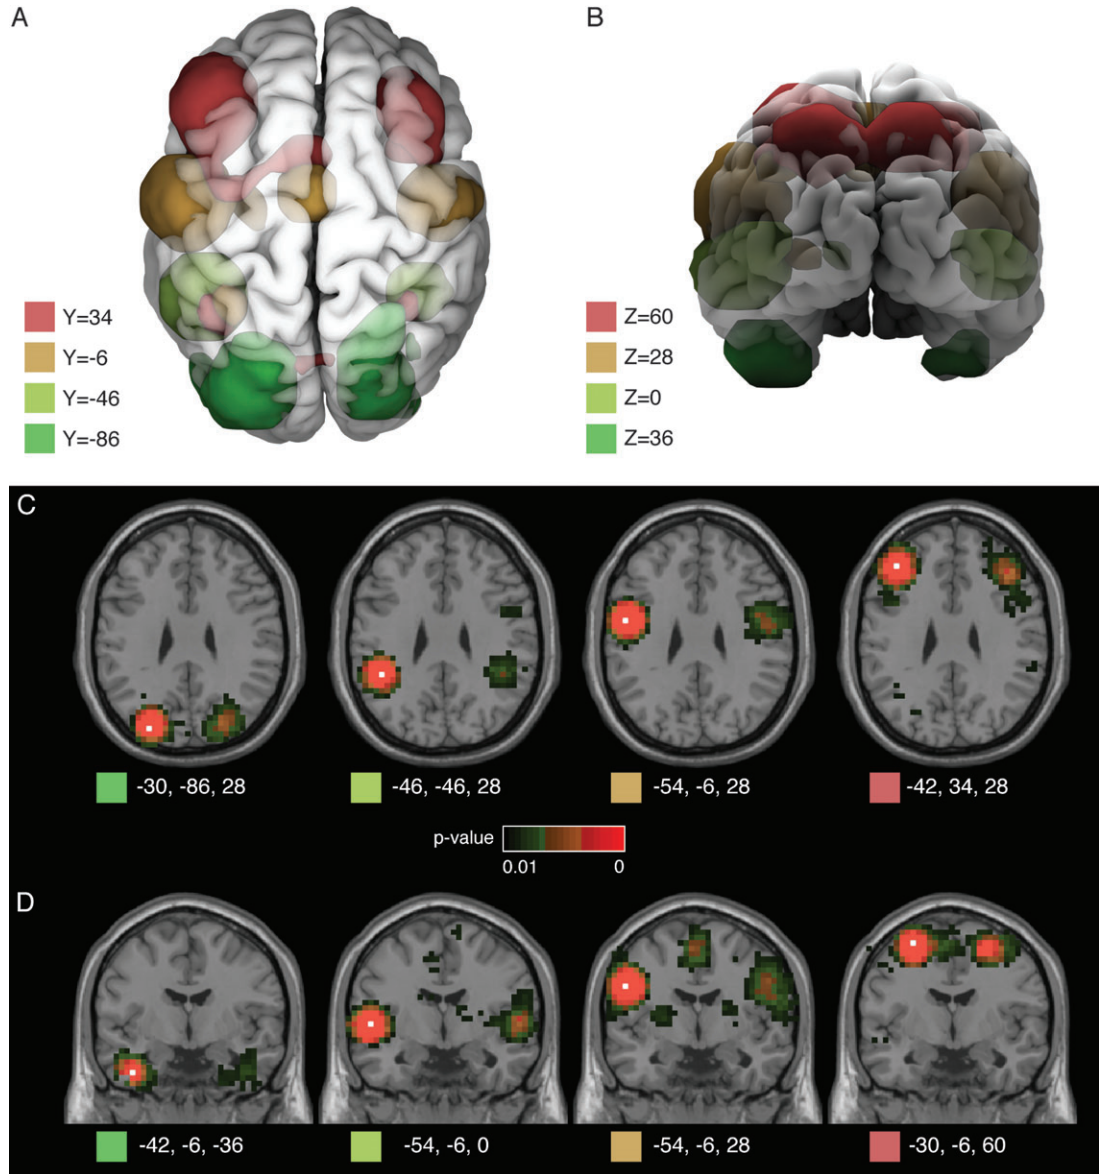 A
B
Y=34
Y=-6
Y=-46
Y=-86
Z=60
Z=28
Z=0
Z=36
C
-30, -86, 28
-46, -46, 28
-54, -6, 28
-42, 34, 28
p-value
0.01
0
D
-42, -6, -36
-54, -6, 0
-54, -6, 28
-30, -6, 60